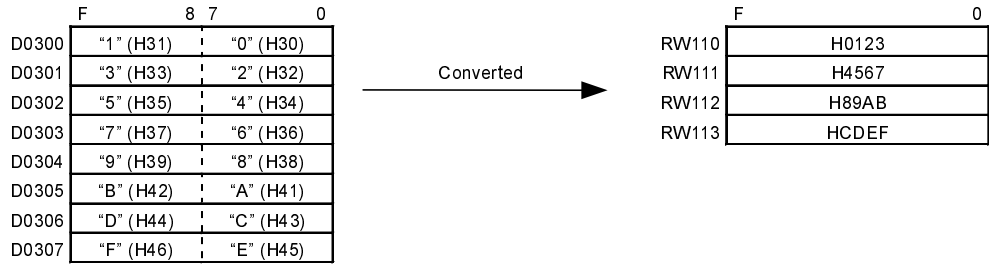 F 8 7 0
D0300 “1” (H31) “0” (H30)
D0301 “3” (H33) “2” (H32)
D0302 “5” (H35) “4” (H34)
D0303 “7” (H37) “6” (H36)
D0304 “9” (H39) “8” (H38)
D0305 “B” (H42) “A” (H41)
D0306 “D” (H44) “C” (H43)
D0307 “F” (H46) “E” (H45)
Converted
F 0
RW110 H0123
RW111 H4567
RW112 H89AB
RW113 HCDEF